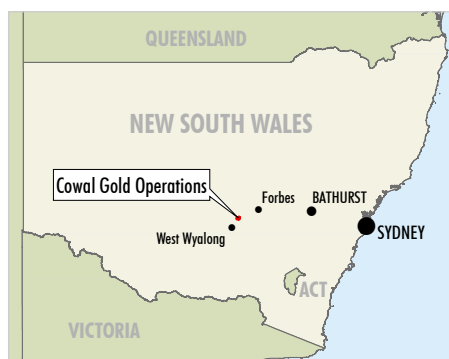 QUEENSLAND
NEW SOUTH WALES
Cowal Gold Operations
Forbes
BATHURST
West Wyalong
SYDNEY
ACT
VICTORIA